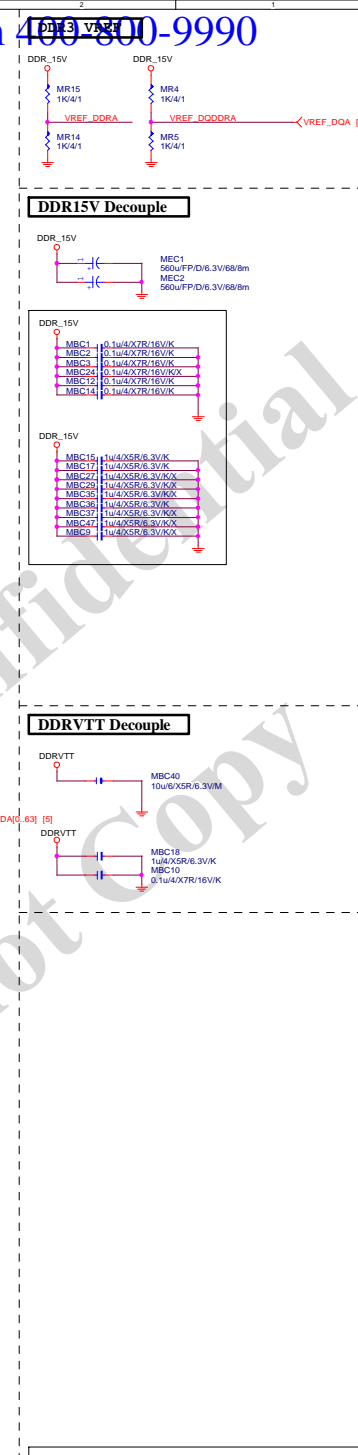 2
1
n 400-800-9990
DDR3 VREF
DDR_15V
DDR_15V
MR15
1K/4/1
MR4
1K/4/1
VREF_DDRA
VREF_DQDDRA
VREF_DQA [
MR14
1K/4/1
MR5
1K/4/1
DDR15V Decouple
DDR_15V
1
+
MEC1
560u/FP/D/6.3V/68/8m
1
+
MEC2
560u/FP/D/6.3V/68/8m
DDR_15V
MBC1 0.1u/4/X7R/16V/K
MBC2 0.1u/4/X7R/16V/K
MBC3 0.1u/4/X7R/16V/K
MBC24 0.1u/4/X7R/16V/K/X
MBC12 0.1u/4/X7R/16V/K
MBC14 0.1u/4/X7R/16V/K
DDR_15V
MBC15 1u/4/X5R/6.3V/K
MBC17 1u/4/X5R/6.3V/K
MBC27 1u/4/X5R/6.3V/K/X
MBC29 1u/4/X5R/6.3V/K/X
MBC35 1u/4/X5R/6.3V/K/X
MBC36 1u/4/X5R/6.3V/K
MBC37 1u/4/X5R/6.3V/K/X
MBC47 1u/4/X5R/6.3V/K/X
MBC9 1u/4/X5R/6.3V/K/X
nfidential
DDRVTT Decouple
DDRVTT
MBC40
10u/6/X5R/6.3V/M
DA[0..63] [5]
DDRVTT
MBC18
1u/4/X5R/6.3V/K
MBC10
0.1u/4/X7R/16V/K
ot Copy